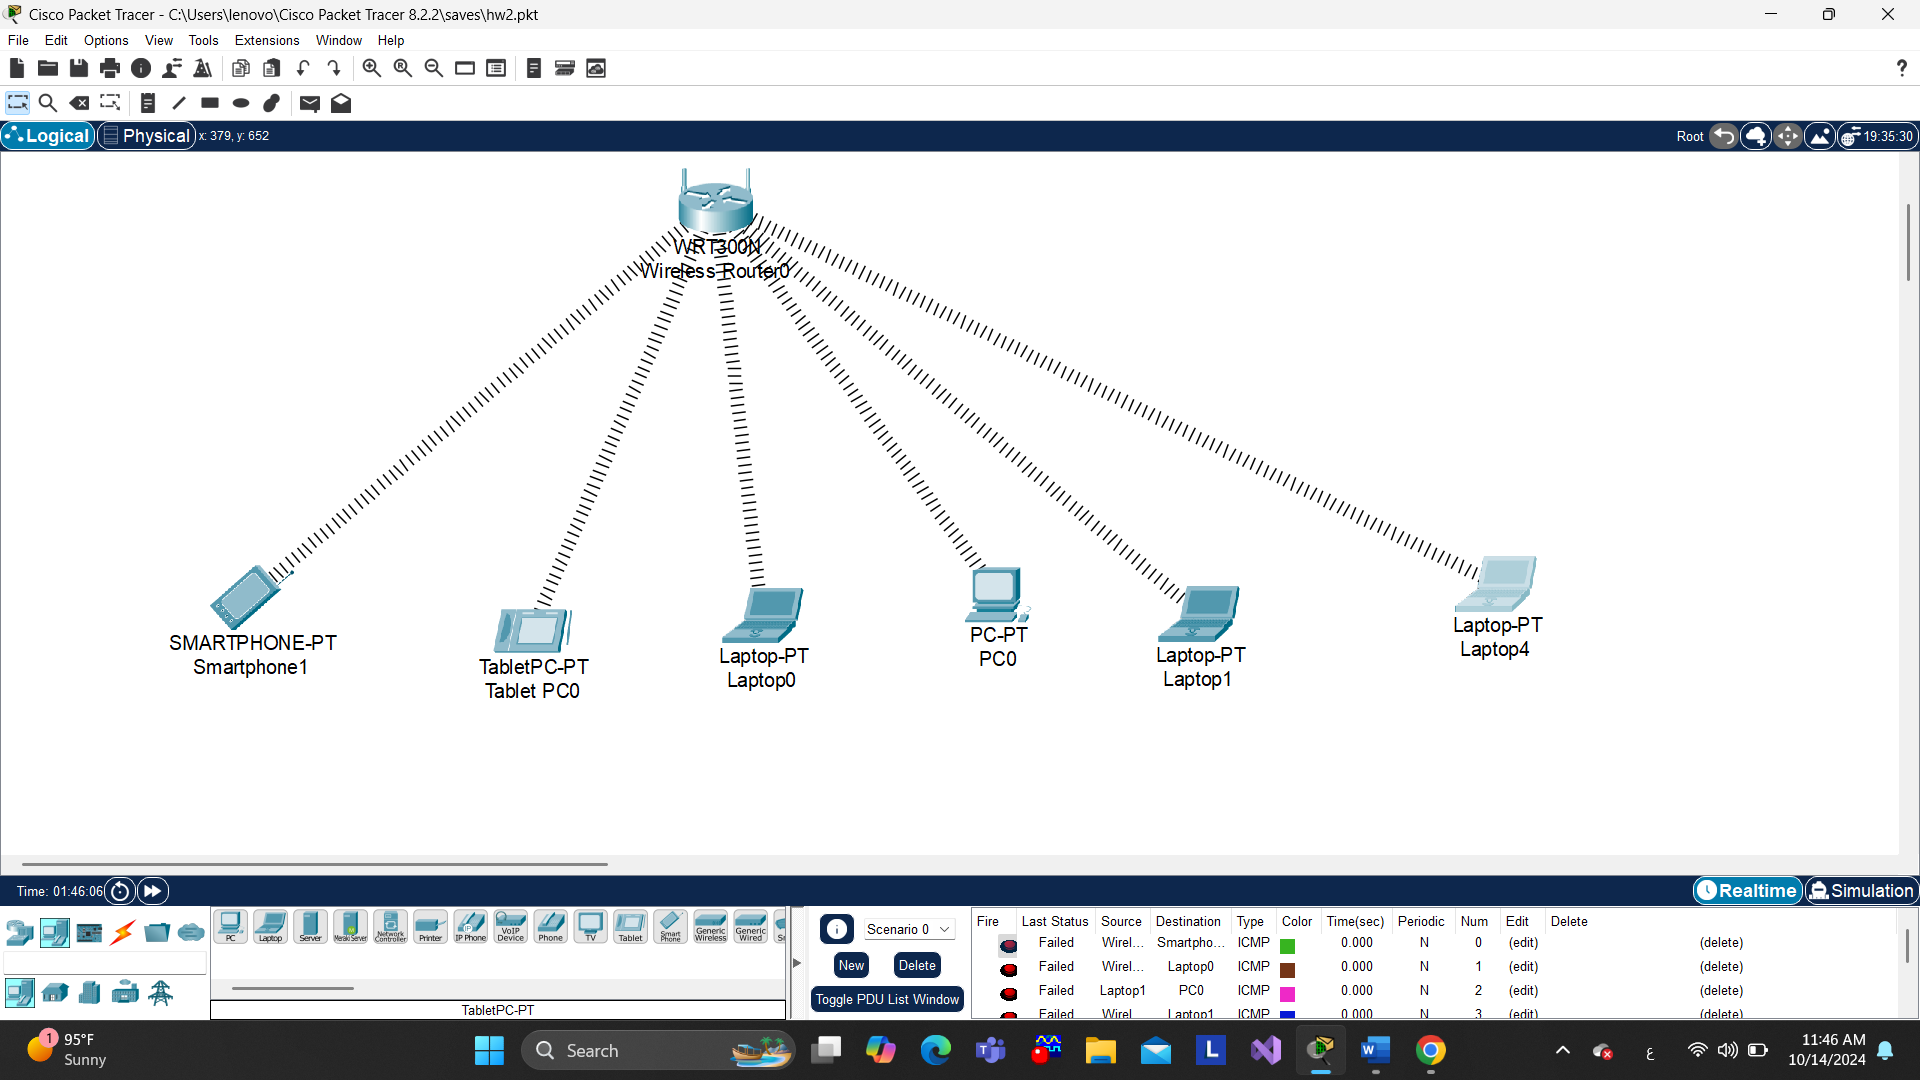 Cisco Packet Tracer - C:\Users\lenovo\Cisco Packet Tracer 8.2.2\saves\hw2.pkt
File Edit Options View Tools Extensions Window Help
?
Logical Physical x: 379, y: 652 Root 19:35:30
WRT300N
Wireless Router0
SMARTPHONE-PT
Smartphone1
TabletPC-PT
Tablet PC0
Laptop-PT
Laptop0
PC-PT
PC0
Laptop-PT
Laptop1
Laptop-PT
Laptop4
Time: 01:46:06 Realtime Simulation
PC Laptop Server Meraki Server Network Controller Printer IP Phone VoIP Device Phone TV Tablet Smart Phone Generic Wireless Generic Wired
TabletPC-PT
Scenario 0
New Delete
Toggle PDU List Window
Fire Last Status Source Destination Type Color Time(sec) Periodic Num Edit Delete
Failed Wirel... Smartpho... ICMP 0.000 N 0 (edit) (delete)
Failed Wirel... Laptop0 ICMP 0.000 N 1 (edit) (delete)
Failed Laptop1 PC0 ICMP 0.000 N 2 (edit) (delete)
Failed Wirel... Laptop1 ICMP 0.000 N 3 (edit) (delete)
1
95°F
Sunny
Search
ع
11:46 AM
10/14/2024